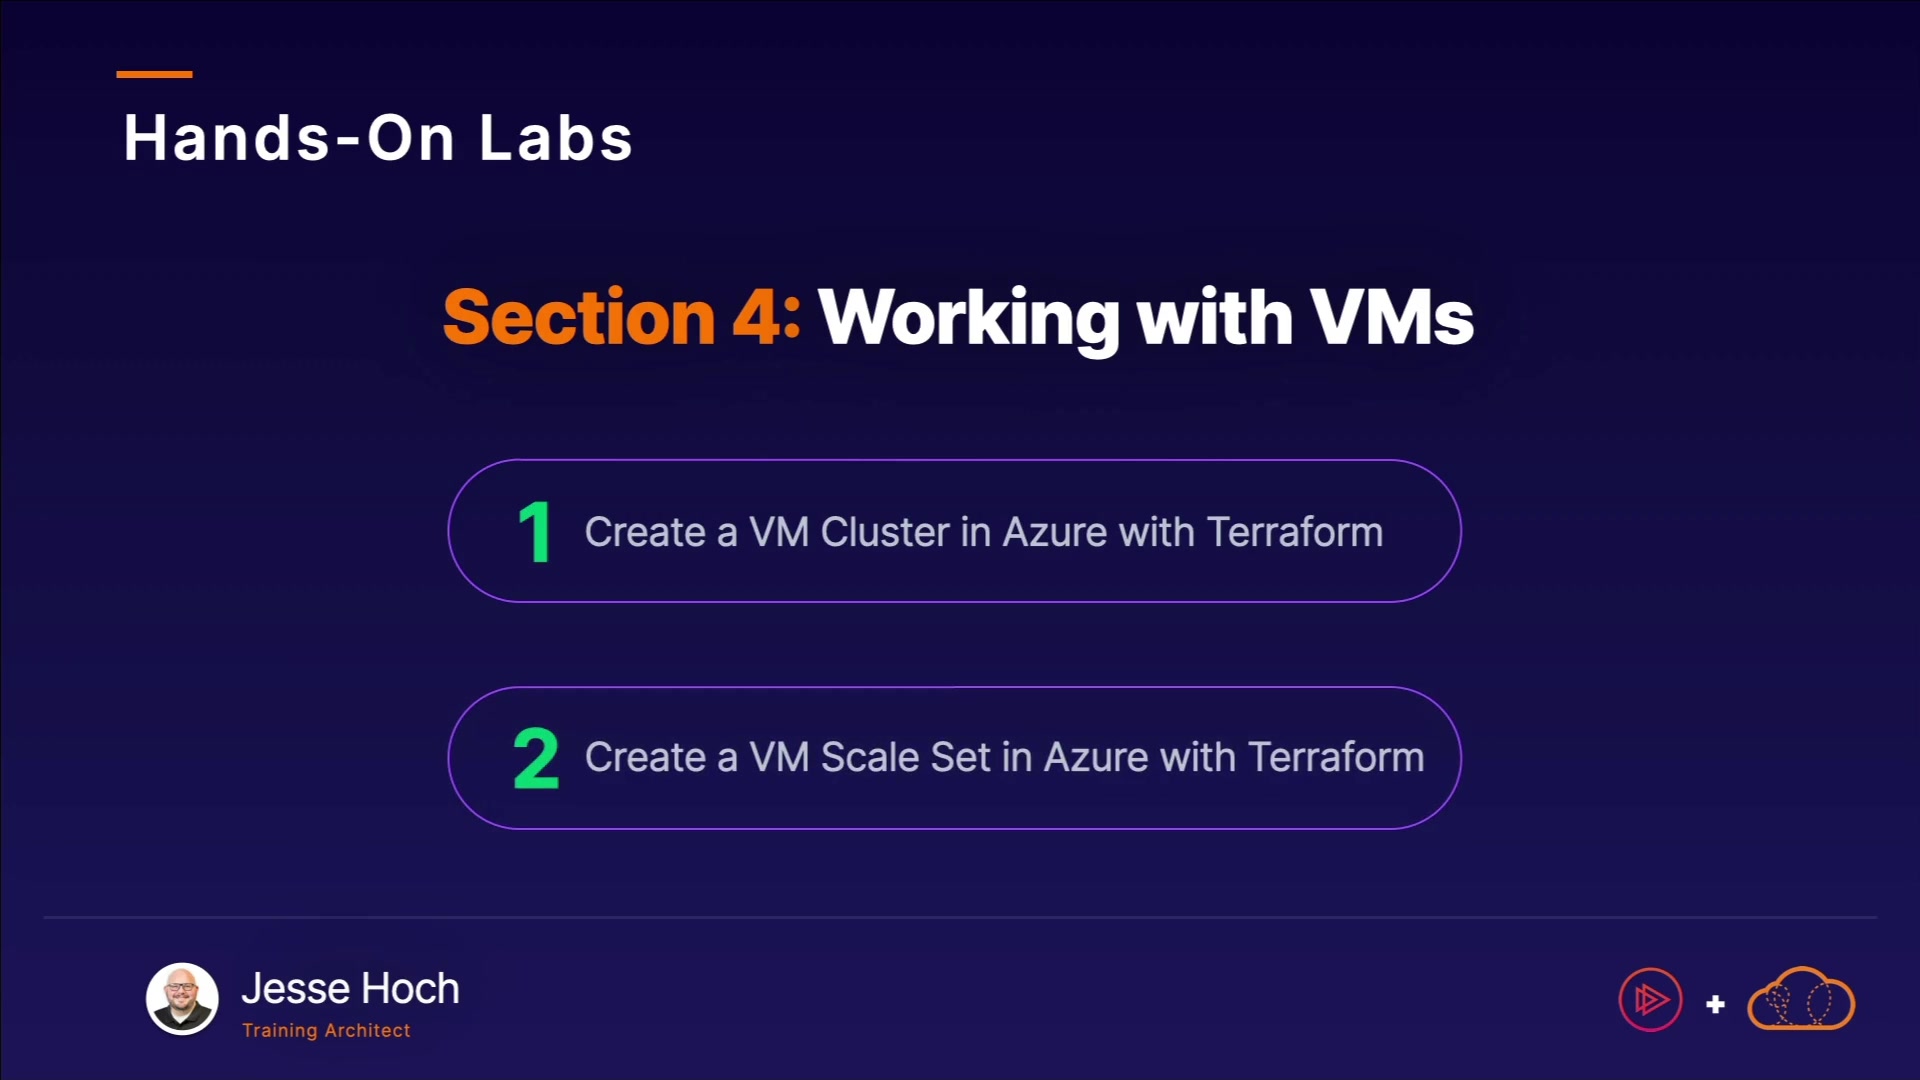 Hands-On Labs
Section 4: Working with VMs
1 Create a VM Cluster in Azure with Terraform
2 Create a VM Scale Set in Azure with Terraform
Jesse Hoch
Training Architect
+